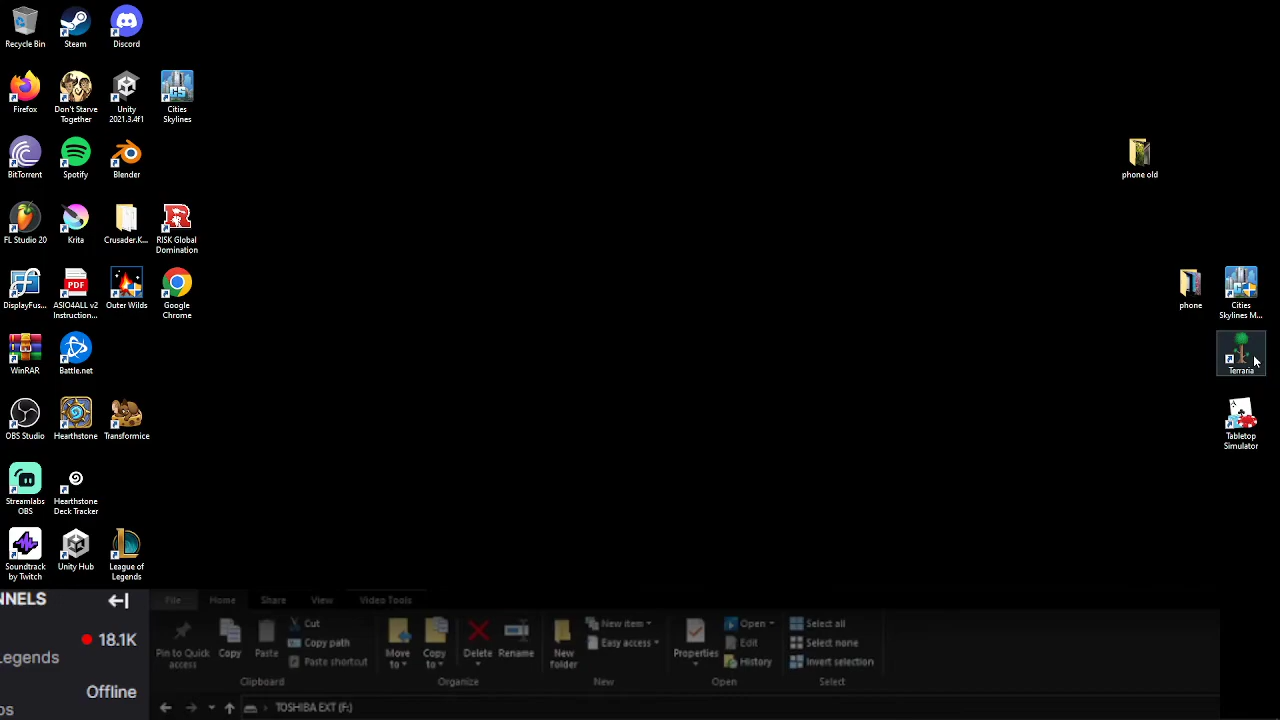 Recycle Bin
Steam
Discord
Firefox
Don't Starve
Together
Unity
2021.3.4f1
Cities
Skylines
BitTorrent
Spotify
Blender
phone old
FL Studio 20
Krita
Crusader.K...
RISK Global
Domination
DisplayFus...
PDF
ASIO4ALL v2
Instruction...
Outer Wilds
Google
Chrome
phone
Cities
Skylines M...
WinRAR
Battle.net
Terraria
OBS Studio
Hearthstone
Transformice
Tabletop
Simulator
Streamlabs
OBS
Hearthstone
Deck Tracker
Soundtrack
by Twitch
Unity Hub
League of
Legends
NNELS
18.1K
Legends
Offline
os
File
Home
Share
View
Video Tools
Pin to Quick
access
Copy
Paste
Cut
Copy path
Paste shortcut
Clipboard
Move
to
Copy
to
Delete
Rename
Organize
New
folder
New item
Easy access
New
Properties
Open
Edit
History
Open
Select all
Select none
Invert selection
Select
TOSHIBA EXT (F:)